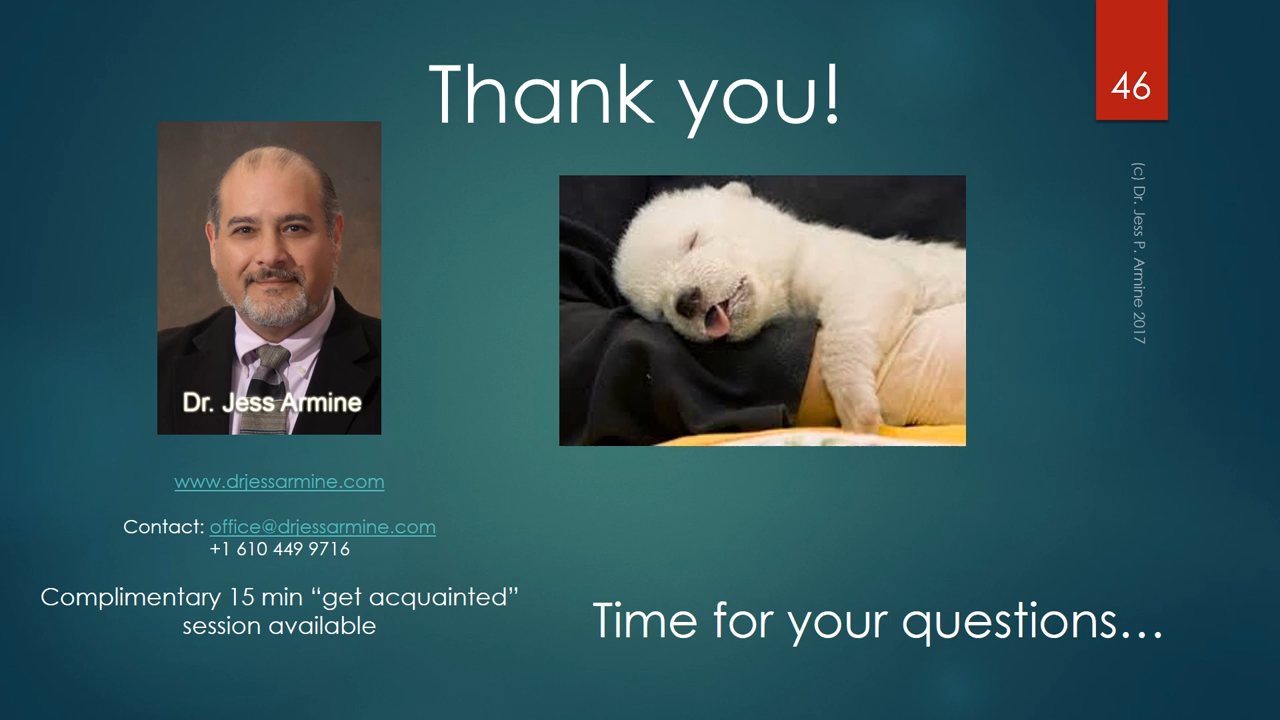 Thank you!
46
(c) Dr. Jess P. Armine 2017
Dr. Jess Armine
www.drjessarmine.com
Contact: office@drjessarmine.com
+1 610 449 9716
Complimentary 15 min “get acquainted”
session available
Time for your questions…